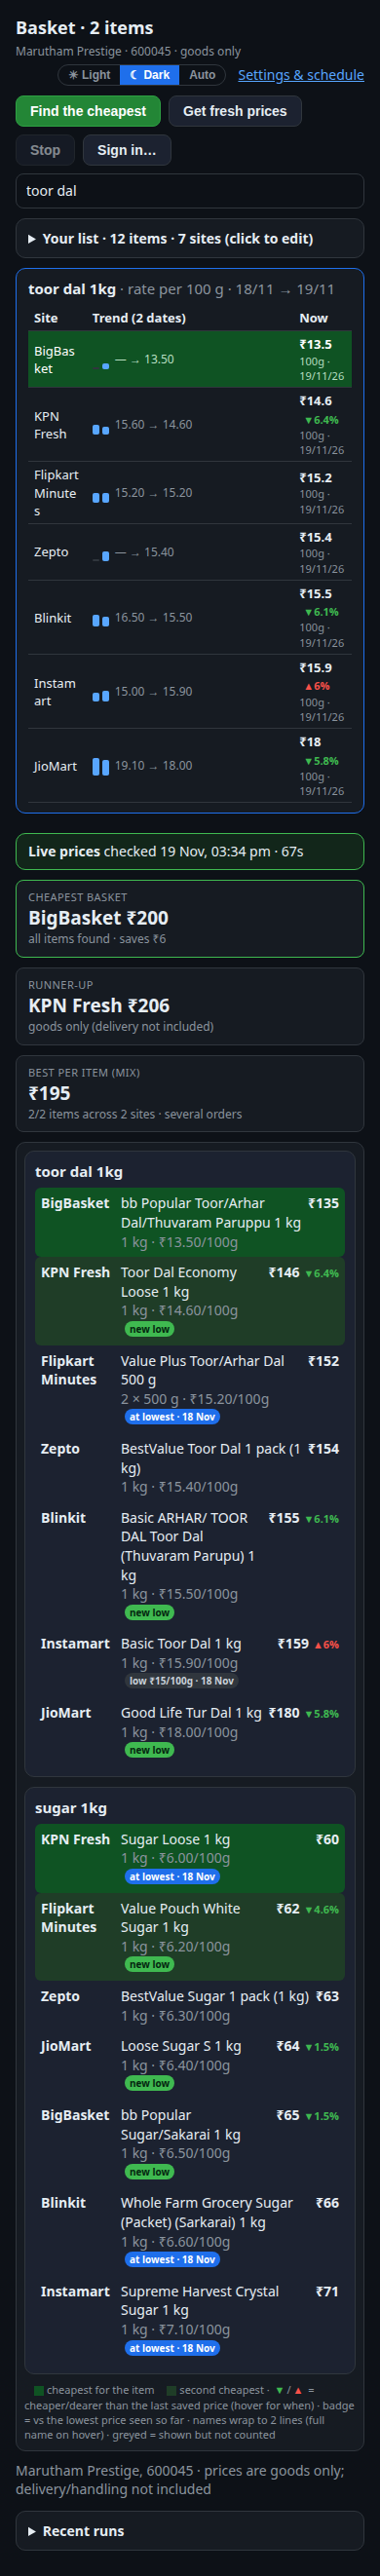 Basket · 2 items
Marutham Prestige · 600045 · goods only
☀ Light ☾ Dark Auto Settings & schedule
Find the cheapest Get fresh prices
Stop Sign in…
toor dal
▶ Your list · 12 items · 7 sites (click to edit)
toor dal 1kg · rate per 100 g · 18/11 → 19/11
Site Trend (2 dates) Now
BigBas
ket
— → 13.50
₹13.5
100g ·
19/11/26
KPN
Fresh
15.60 → 14.60
₹14.6
▼6.4%
100g ·
19/11/26
Flipkart
Minute
s
15.20 → 15.20
₹15.2
100g ·
19/11/26
Zepto
— → 15.40
₹15.4
100g ·
19/11/26
Blinkit
16.50 → 15.50
₹15.5
▼6.1%
100g ·
19/11/26
Instam
art
15.00 → 15.90
₹15.9
▲6%
100g ·
19/11/26
JioMart
19.10 → 18.00
₹18
▼5.8%
100g ·
19/11/26
Live prices checked 19 Nov, 03:34 pm · 67s
CHEAPEST BASKET
BigBasket ₹200
all items found · saves ₹6
RUNNER-UP
KPN Fresh ₹206
goods only (delivery not included)
BEST PER ITEM (MIX)
₹195
2/2 items across 2 sites · several orders
toor dal 1kg
BigBasket bb Popular Toor/Arhar ₹135
Dal/Thuvaram Paruppu 1 kg
1 kg · ₹13.50/100g
KPN Fresh Toor Dal Economy ₹146 ▼6.4%
Loose 1 kg
1 kg · ₹14.60/100g
new low
Flipkart Value Plus Toor/Arhar Dal ₹152
Minutes 500 g
2 × 500 g · ₹15.20/100g
at lowest · 18 Nov
Zepto BestValue Toor Dal 1 pack (1 ₹154
kg)
1 kg · ₹15.40/100g
Blinkit Basic ARHAR/ TOOR ₹155 ▼6.1%
DAL Toor Dal
(Thuvaram Parupu) 1
kg
1 kg · ₹15.50/100g
new low
Instamart Basic Toor Dal 1 kg ₹159 ▲6%
1 kg · ₹15.90/100g
low ₹15/100g · 18 Nov
JioMart Good Life Tur Dal 1 kg ₹180 ▼5.8%
1 kg · ₹18.00/100g
new low
sugar 1kg
KPN Fresh Sugar Loose 1 kg ₹60
1 kg · ₹6.00/100g
at lowest · 18 Nov
Flipkart Value Pouch White ₹62 ▼4.6%
Minutes Sugar 1 kg
1 kg · ₹6.20/100g
new low
Zepto BestValue Sugar 1 pack (1 kg) ₹63
1 kg · ₹6.30/100g
JioMart Loose Sugar S 1 kg ₹64 ▼1.5%
1 kg · ₹6.40/100g
new low
BigBasket bb Popular ₹65 ▼1.5%
Sugar/Sakarai 1 kg
1 kg · ₹6.50/100g
new low
Blinkit Whole Farm Grocery Sugar ₹66
(Packet) (Sarkarai) 1 kg
1 kg · ₹6.60/100g
at lowest · 18 Nov
Instamart Supreme Harvest Crystal ₹71
Sugar 1 kg
1 kg · ₹7.10/100g
at lowest · 18 Nov
cheapest for the item second cheapest · ▼ / ▲ =
cheaper/dearer than the last saved price (hover for when) · badge
= vs the lowest price seen so far · names wrap to 2 lines (full
name on hover) · greyed = shown but not counted
Marutham Prestige, 600045 · prices are goods only;
delivery/handling not included
▶ Recent runs